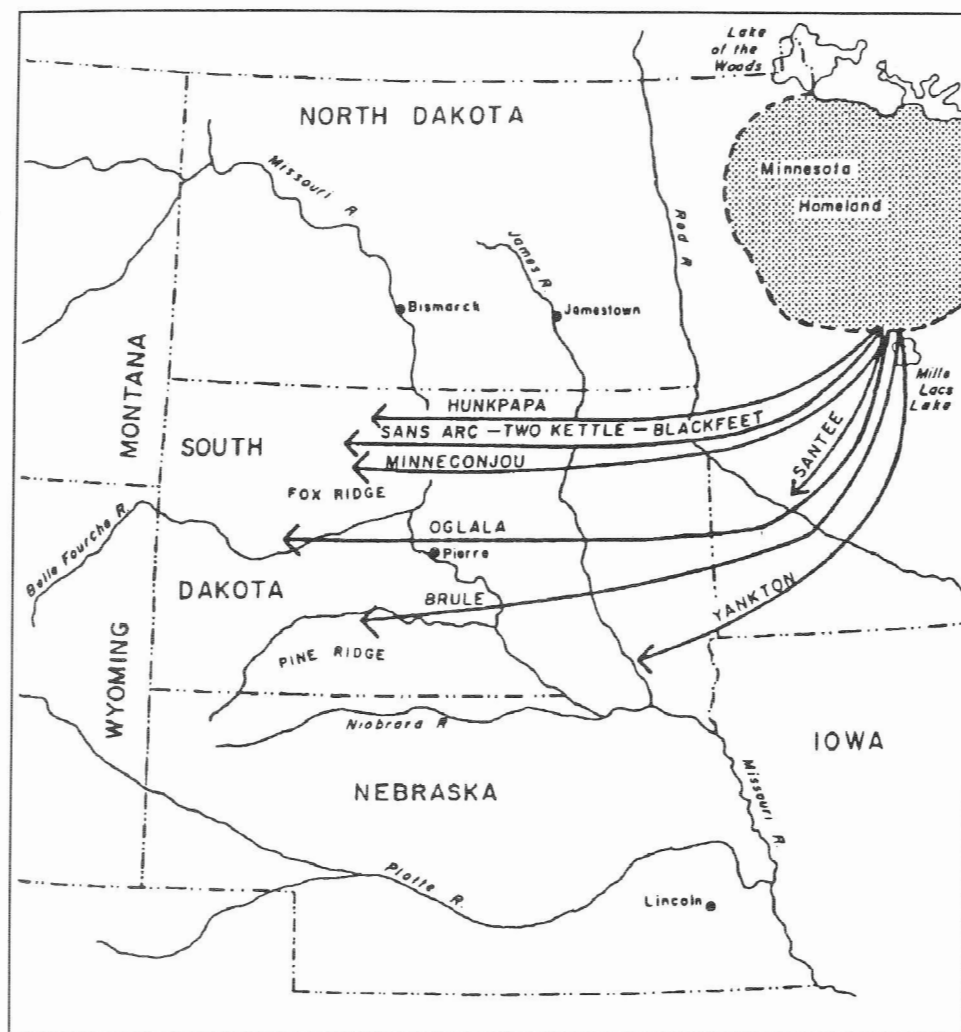 Lake
of the
Woods
NORTH DAKOTA
Minnesota
Homeland
Missouri R.
Red R.
James R.
Bismarck
Jamestown
MONTANA
Mille
Lacs
Lake
HUNKPAPA
SANS ARC - TWO KETTLE - BLACKFEET
MINNECONJOU
SANTEE
SOUTH
FOX RIDGE
OGLALA
Pierre
Belle Fourche R.
DAKOTA
BRULE
YANKTON
PINE RIDGE
WYOMING
Niobrara R.
IOWA
NEBRASKA
Missouri R.
Platte R.
Lincoln